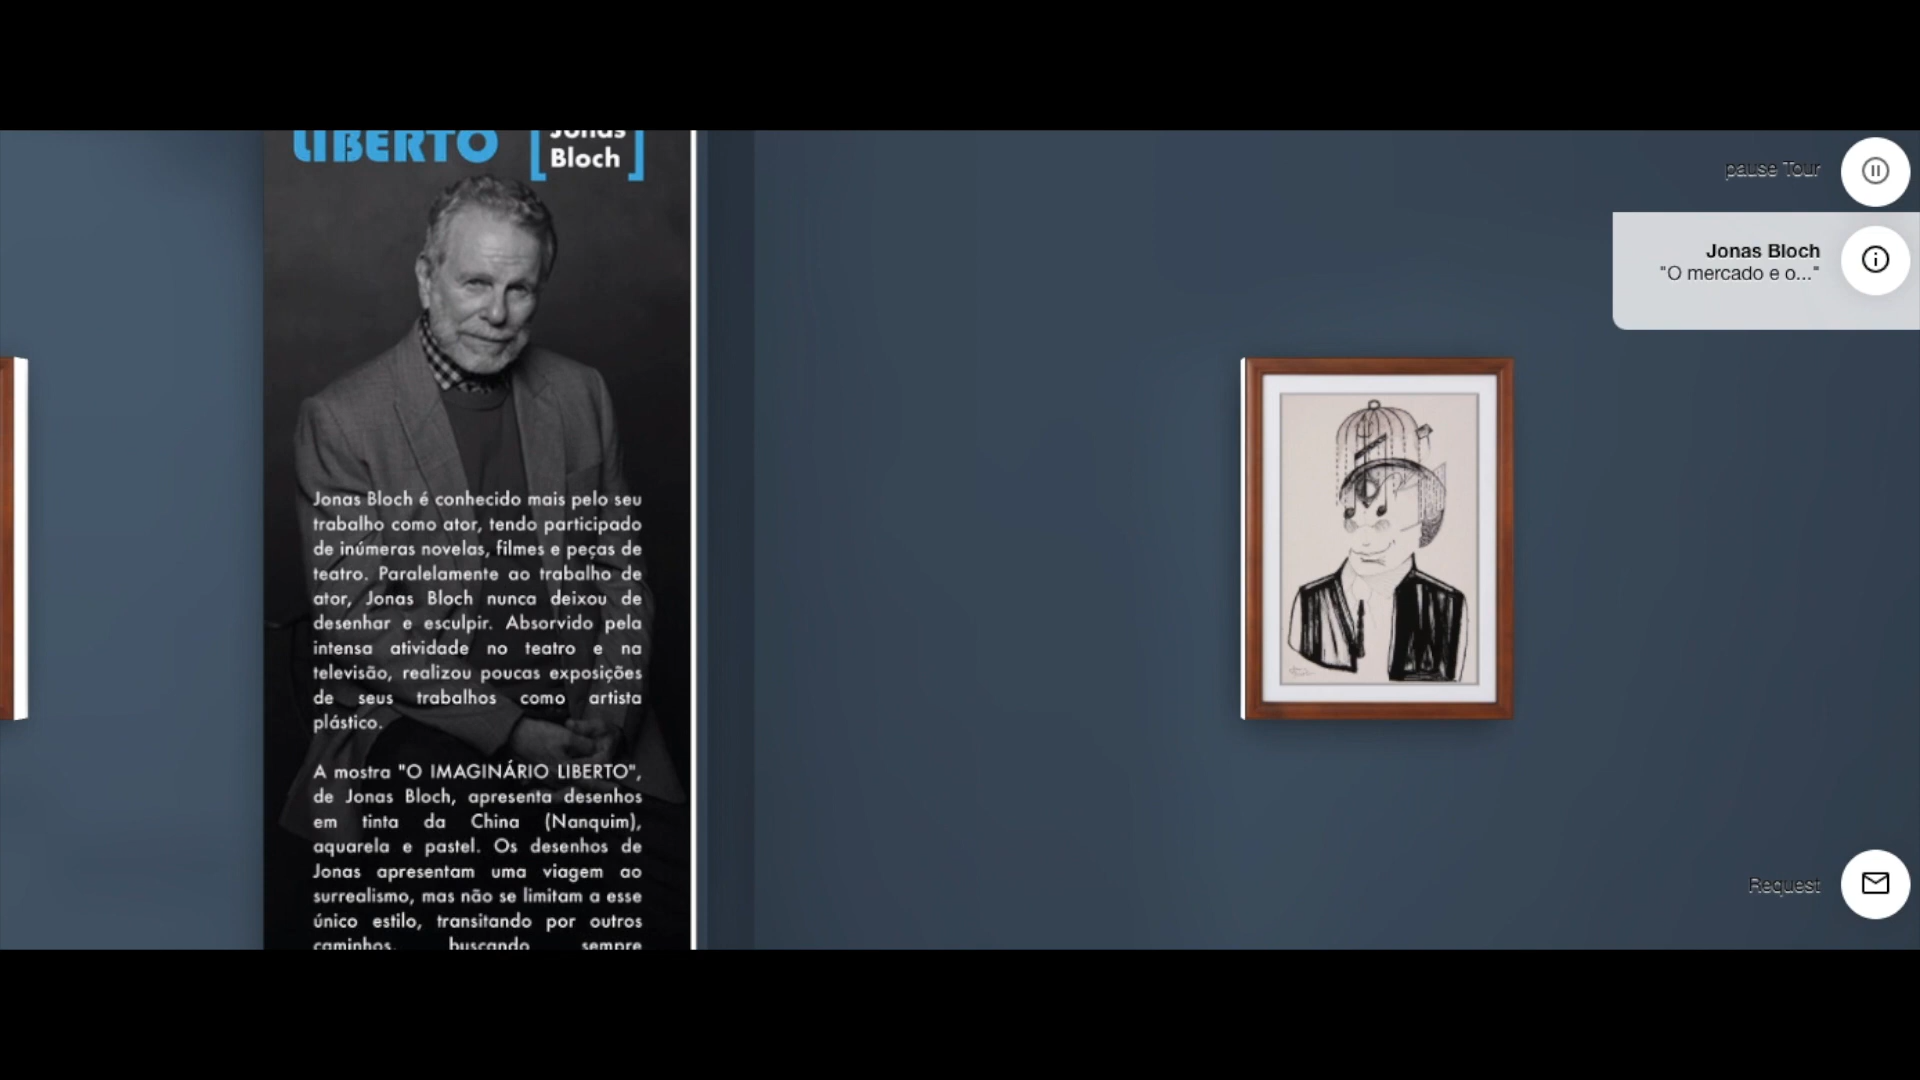 LIBERTO
Jonas
Bloch
Jonas Bloch é conhecido mais pelo seu
trabalho como ator, tendo participado
de inúmeras novelas, filmes e peças de
teatro. Paralelamente ao trabalho de
ator, Jonas Bloch nunca deixou de
desenhar e esculpir. Absorvido pela
intensa atividade no teatro e na
televisão, realizou poucas exposições
de seus trabalhos como artista
plástico.
A mostra "O IMAGINÁRIO LIBERTO",
de Jonas Bloch, apresenta desenhos
em tinta da China (Nanquim),
aquarela e pastel. Os desenhos de
Jonas apresentam uma viagem ao
surrealismo, mas não se limitam a esse
único estilo, transitando por outros
caminhos, buscando sempre
pause Tour
Jonas Bloch
"O mercado e o..."
Request